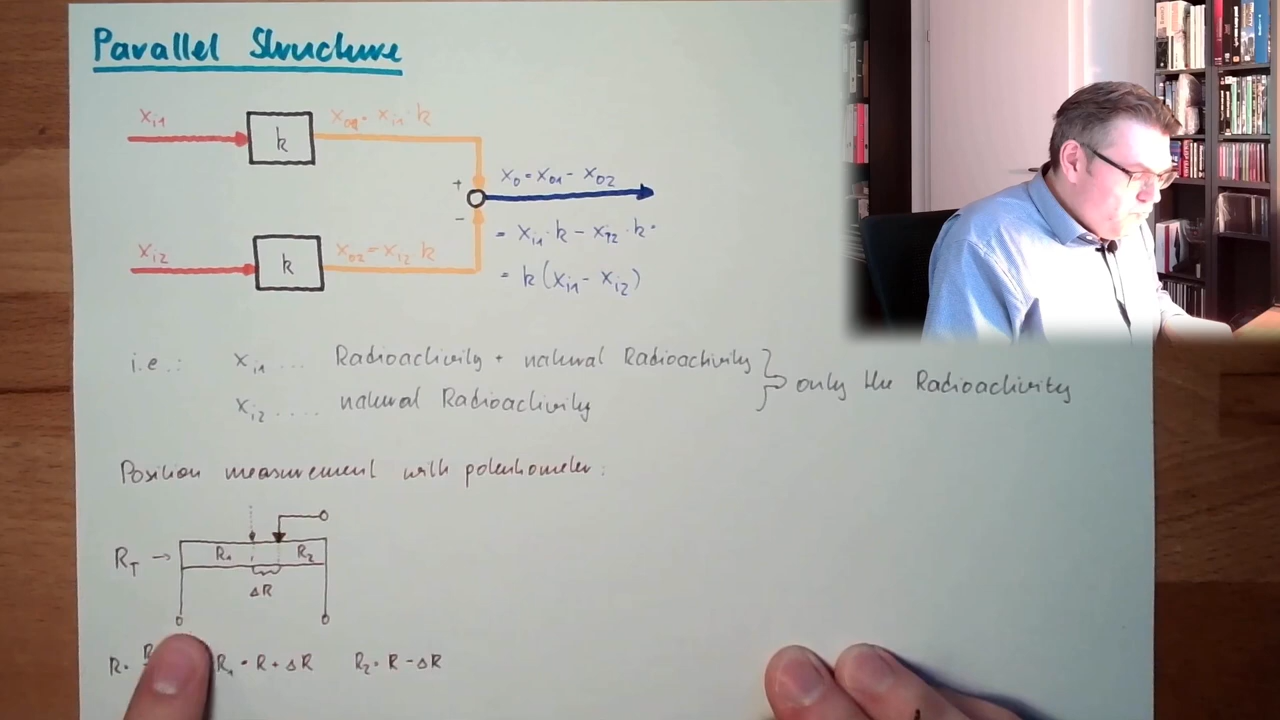 Parallel Structure
xi1 k xo1 = xi1 · k
+ xo = xo1 - xo2
-
= xi1 · k - xi2 · k
xi2 k xo2 = xi2 · k
= k (xi1 - xi2)
i.e.: xi1 ... Radioactivity + natural Radioactivity
only the Radioactivity
xi2 .... natural Radioactivity
Position measurement with potentiometer:
RT → R1 R2
ΔR
R = R1 = R + ΔR R2 = R - ΔR